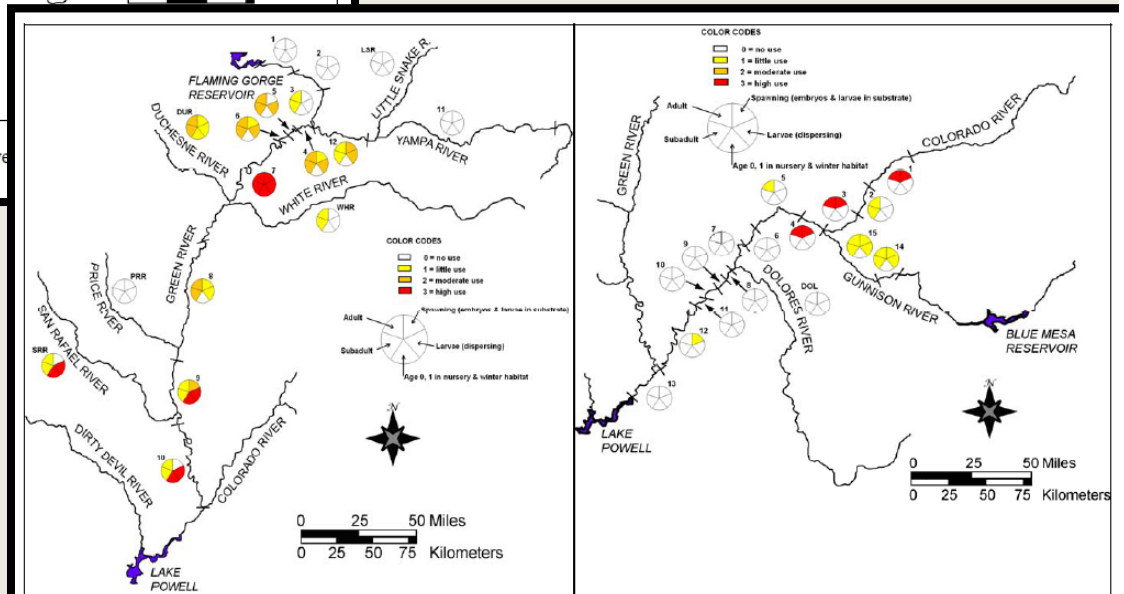 re
FLAMING GORGE
RESERVOIR
1
2
LSR
LITTLE SNAKE R.
5
3
DUR
6
DUCHESNE RIVER
11
12
4
YAMPA RIVER
7
WHITE RIVER
WHR
GREEN RIVER
PRR
PRICE RIVER
8
SAN RAFAEL RIVER
SRR
9
DIRTY DEVIL RIVER
COLORADO RIVER
10
LAKE
POWELL
COLOR CODES
0 = no use
1 = little use
2 = moderate use
3 = high use
Spawning (embryos & larvae in substrate)
Adult
Larvae (dispersing)
Subadult
Age 0, 1 in nursery & winter habitat
N
0 25 50 Miles
0 25 50 75 Kilometers
COLOR CODES
0 = no use
1 = little use
2 = moderate use
3 = high use
Spawning (embryos & larvae in substrate)
Adult
Larvae (dispersing)
Subadult
Age 0, 1 in nursery & winter habitat
GREEN RIVER
COLORADO RIVER
1
2
3
5
4
15
14
7
6
9
10
8
DOL
11
DOLORES RIVER
GUNNISON RIVER
BLUE MESA
RESERVOIR
12
13
LAKE
POWELL
N
0 25 50 Miles
0 25 50 75 Kilometers